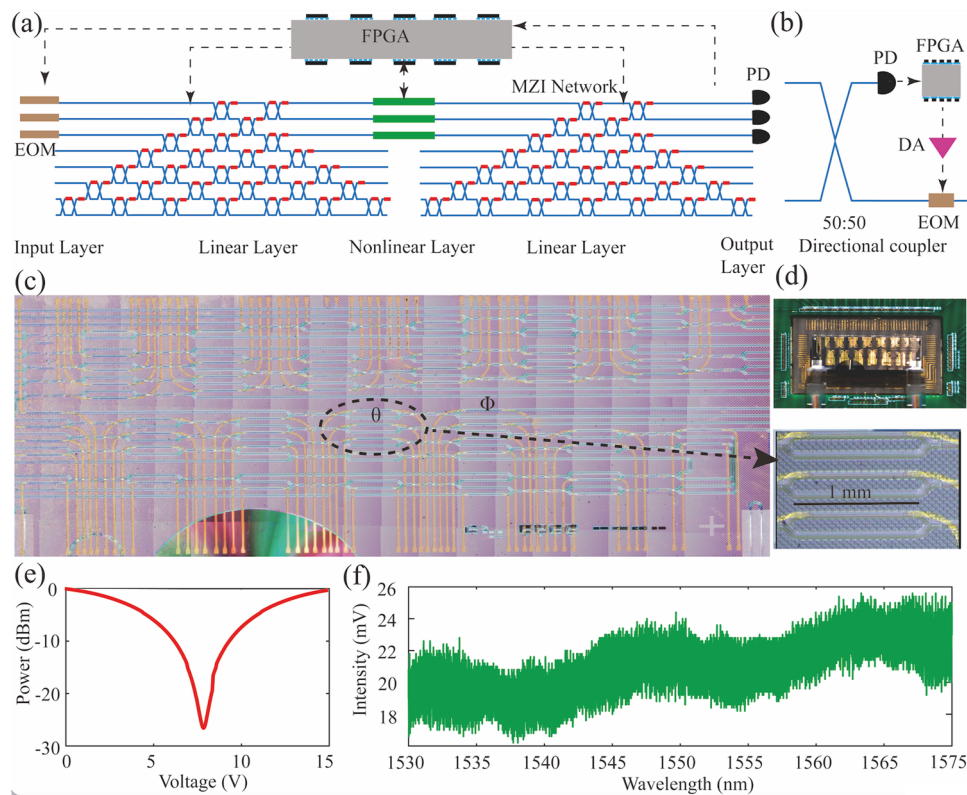 (a)
FPGA
MZI Network
PD
EOM
Input Layer
Linear Layer
Nonlinear Layer
Linear Layer
Output
Layer
(b)
FPGA
PD
DA
EOM
50:50
Directional coupler
(c)
θ
Φ
(d)
1 mm
(e)
0
-10
-20
-30
Power (dBm)
0
5
10
15
Voltage (V)
(f)
26
24
22
20
18
Intensity (mV)
1530
1535
1540
1545
1550
1555
1560
1565
1570
1575
Wavelength (nm)